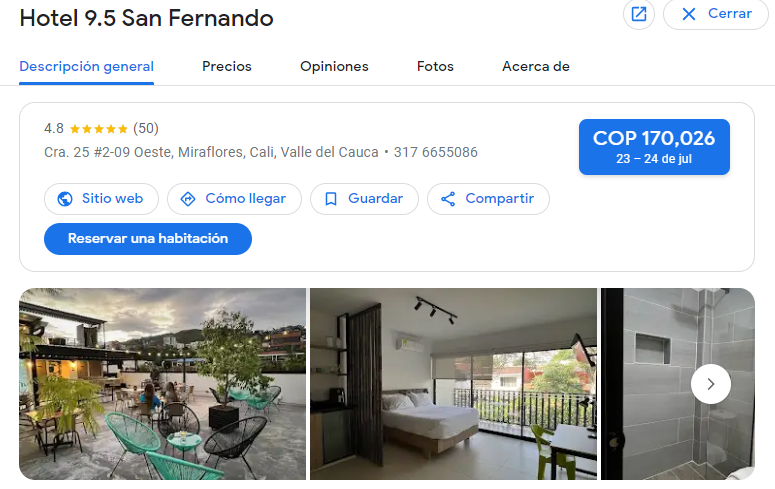 Hotel 9.5 San Fernando
Cerrar
Descripción general
Precios
Opiniones
Fotos
Acerca de
4.8 (50)
Cra. 25 #2-09 Oeste, Miraflores, Cali, Valle del Cauca • 317 6655086
COP 170,026
23 – 24 de jul
Sitio web
Cómo llegar
Guardar
Compartir
Reservar una habitación